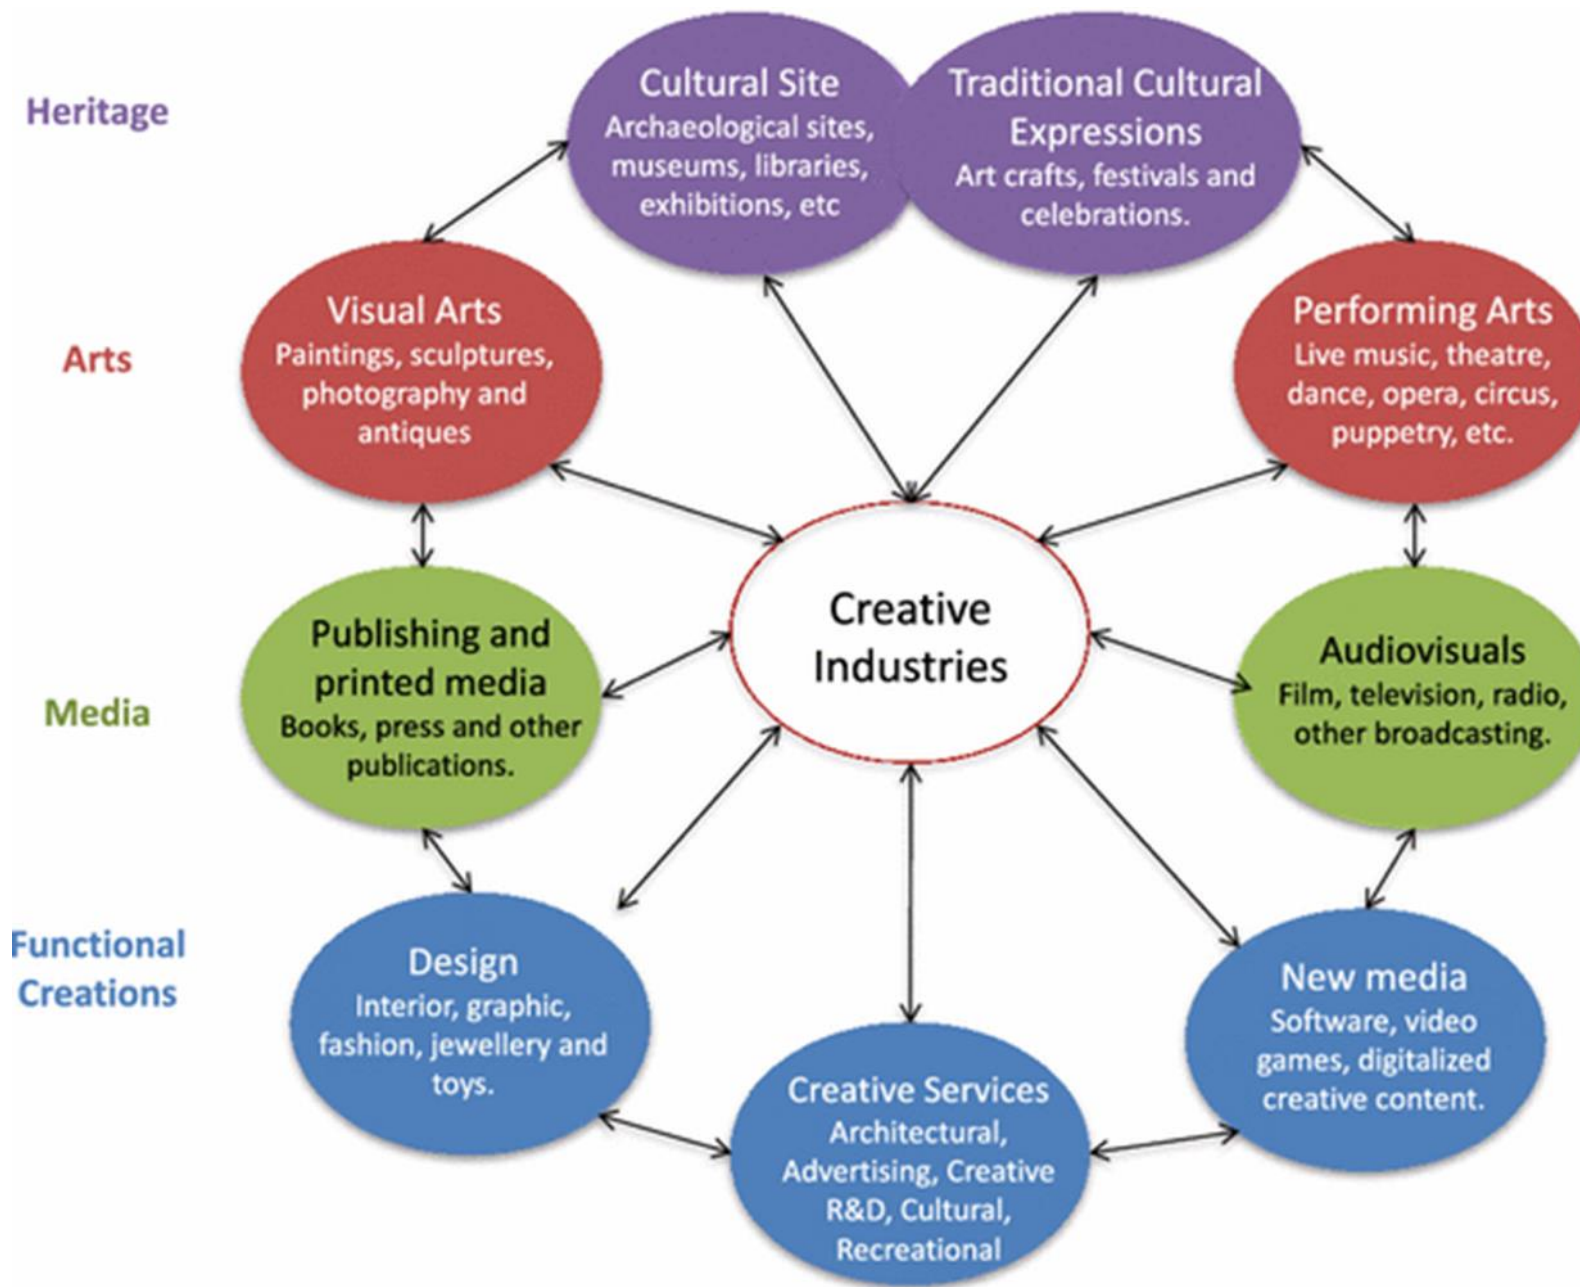 Heritage
Cultural Site
Archaeological sites,
museums, libraries,
exhibitions, etc
Traditional Cultural
Expressions
Art crafts, festivals and
celebrations.
Arts
Visual Arts
Paintings, sculptures,
photography and
antiques
Performing Arts
Live music, theatre,
dance, opera, circus,
puppetry, etc.
Creative
Industries
Media
Publishing and
printed media
Books, press and other
publications.
Audiovisuals
Film, television, radio,
other broadcasting.
Functional
Creations
Design
Interior, graphic,
fashion, jewellery and
toys.
Creative Services
Architectural,
Advertising, Creative
R&D, Cultural,
Recreational
New media
Software, video
games, digitalized
creative content.